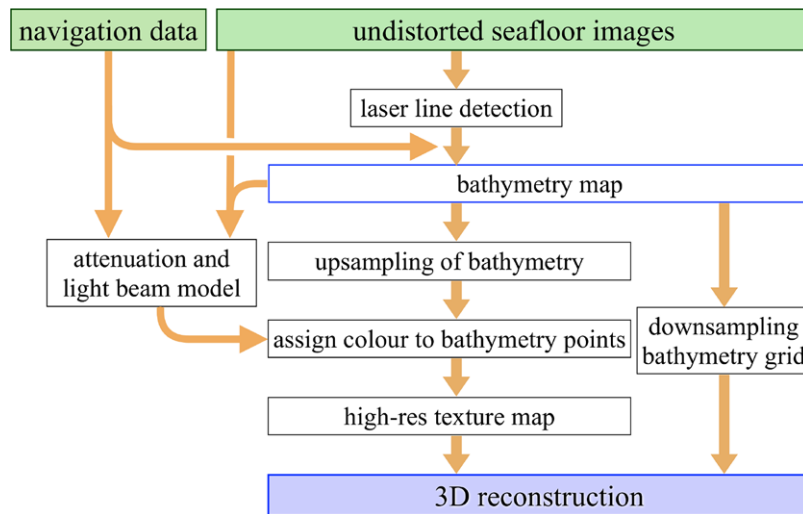 navigation data
undistorted seafloor images
laser line detection
bathymetry map
attenuation and
light beam model
upsampling of bathymetry
assign colour to bathymetry points
downsampling
bathymetry grid
high-res texture map
3D reconstruction